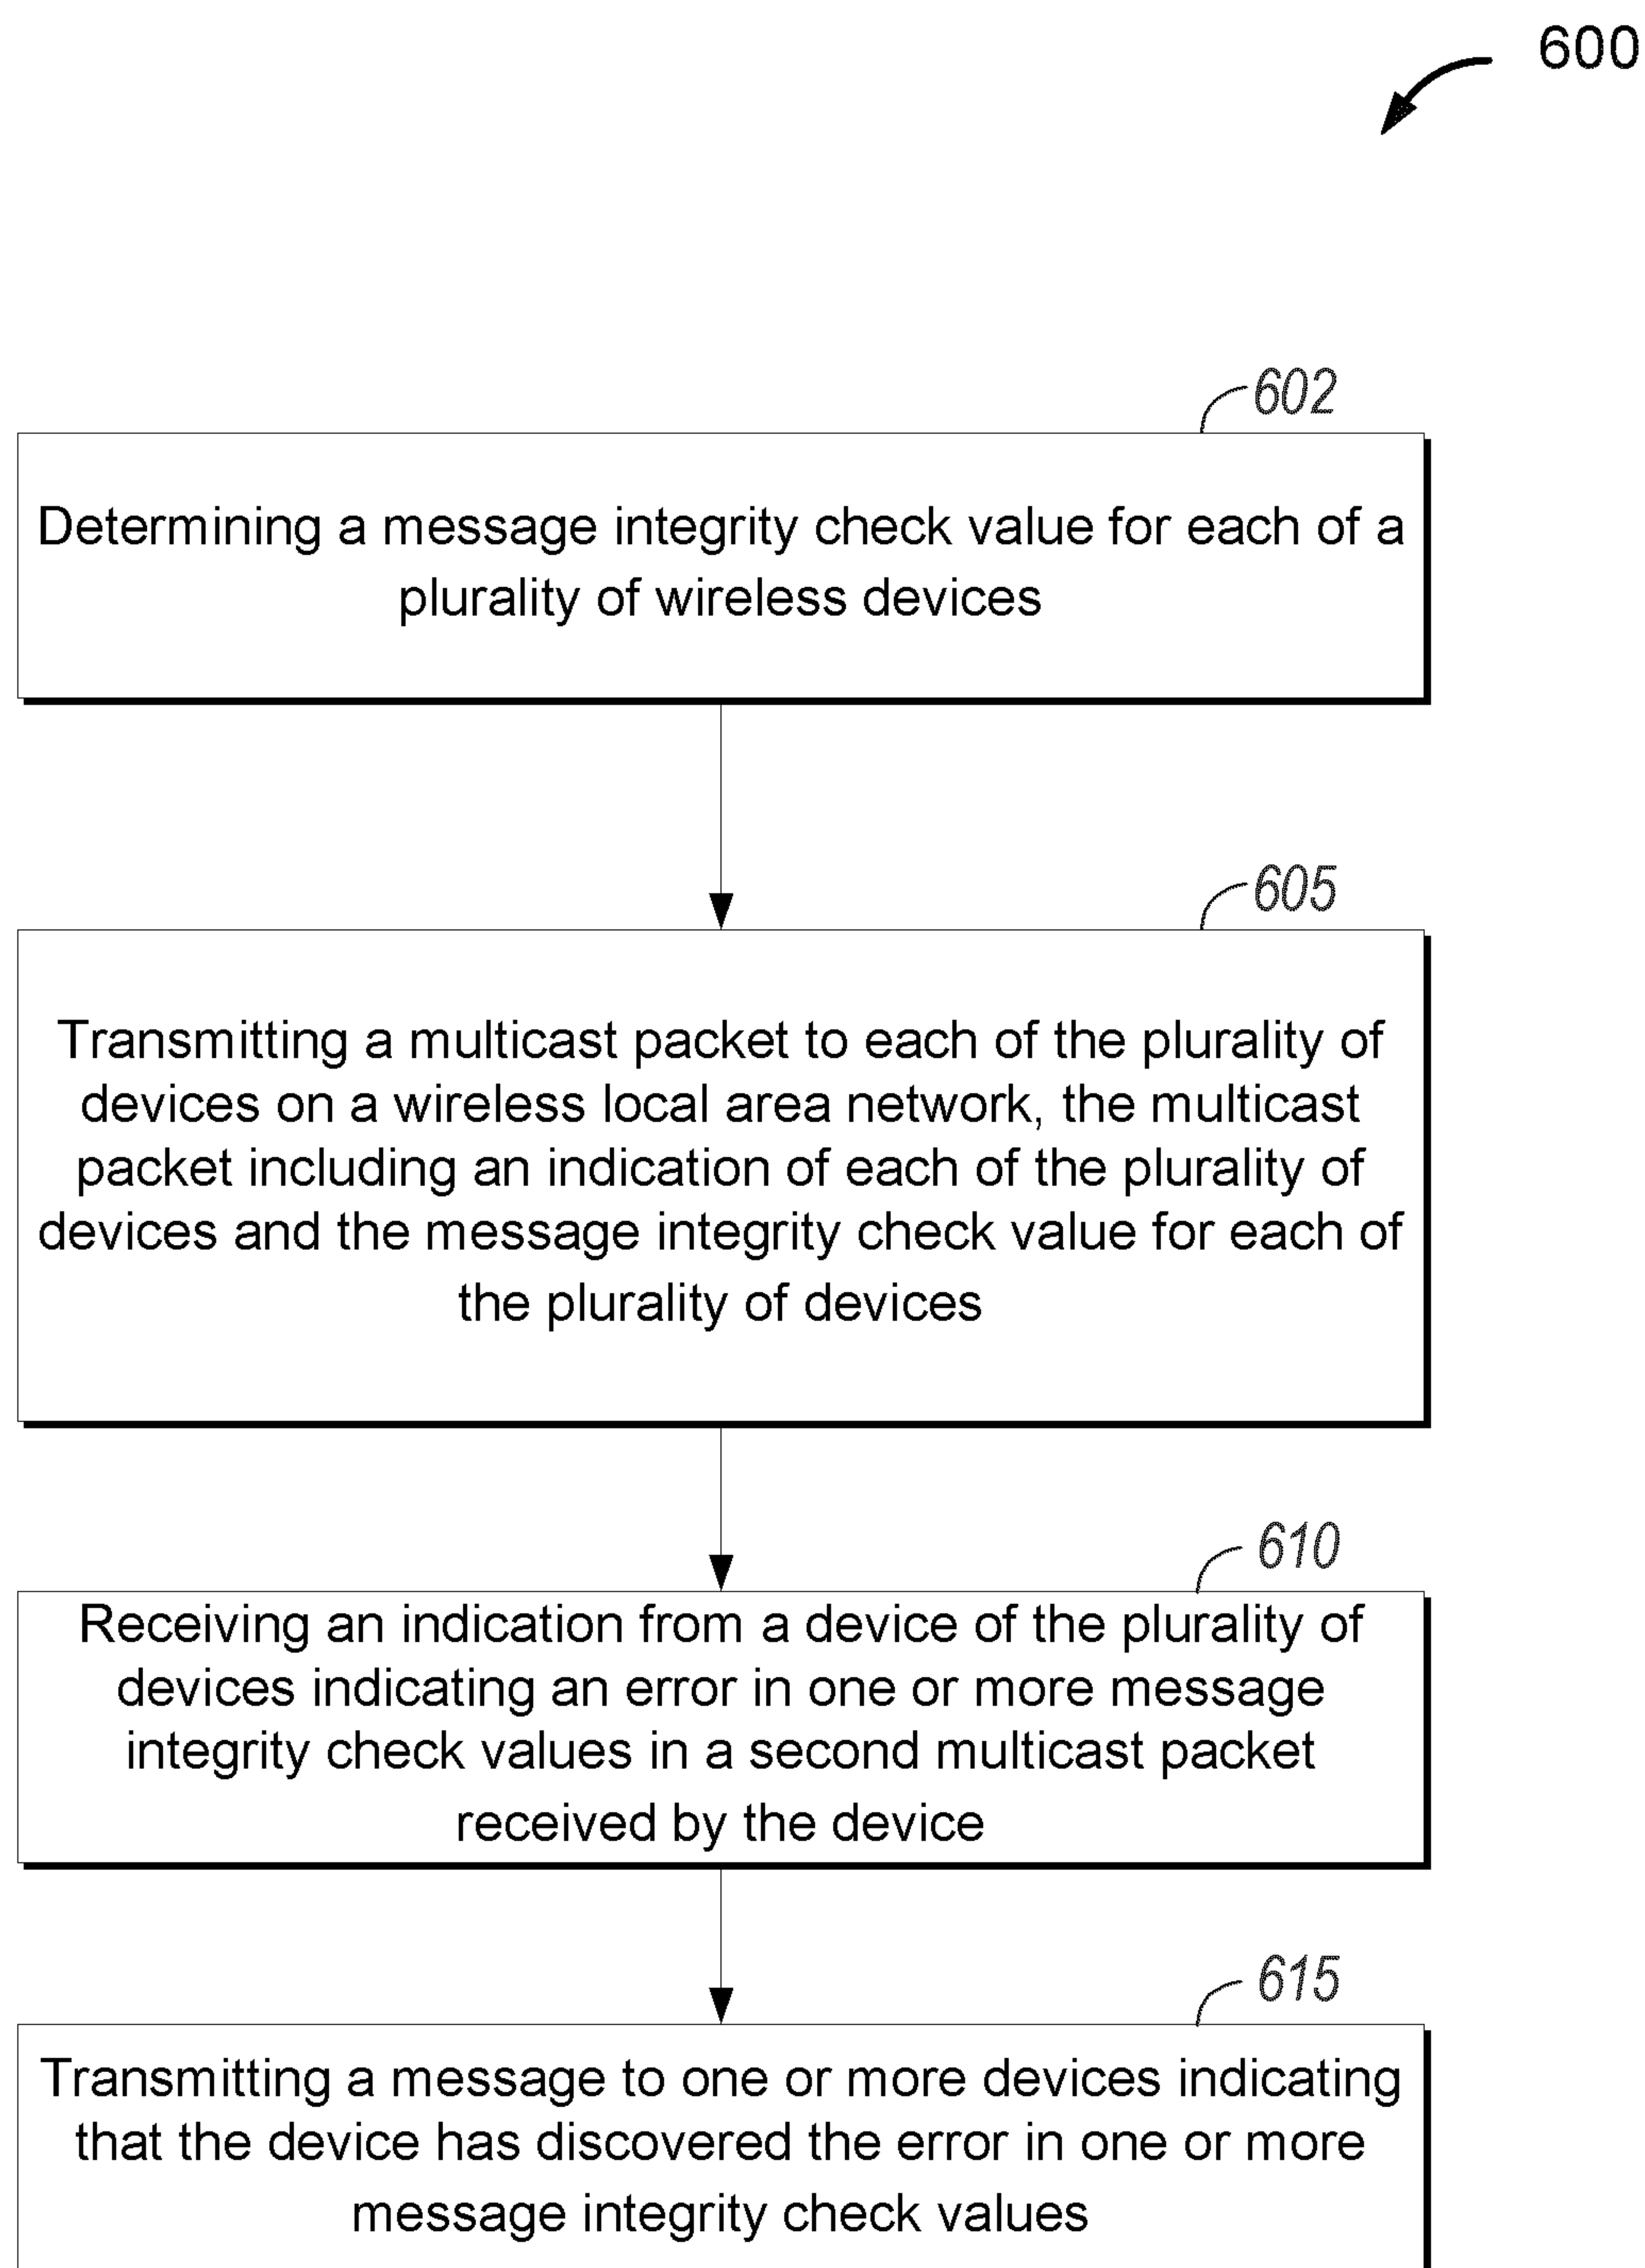 600
602
Determining a message integrity check value for each of a
plurality of wireless devices
605
Transmitting a multicast packet to each of the plurality of
devices on a wireless local area network, the multicast
packet including an indication of each of the plurality of
devices and the message integrity check value for each of
the plurality of devices
610
Receiving an indication from a device of the plurality of
devices indicating an error in one or more message
integrity check values in a second multicast packet
received by the device
615
Transmitting a message to one or more devices indicating
that the device has discovered the error in one or more
message integrity check values